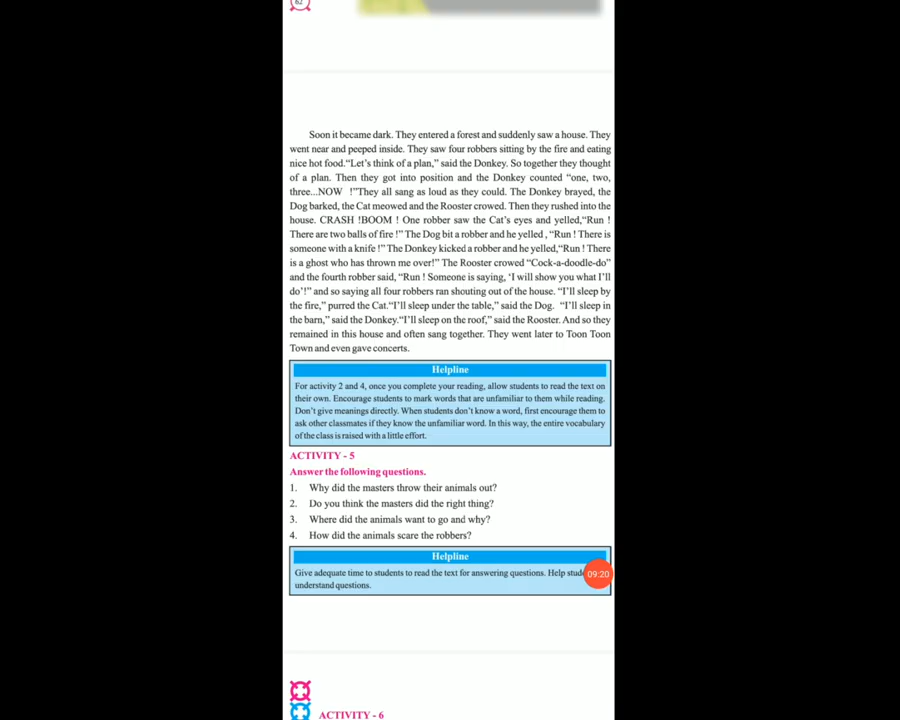 62
Soon it became dark. They entered a forest and suddenly saw a house. They
went near and peeped inside. They saw four robbers sitting by the fire and eating
nice hot food.“Let’s think of a plan,” said the Donkey. So together they thought
of a plan. Then they got into position and the Donkey counted “one, two,
three...NOW !”They all sang as loud as they could. The Donkey brayed, the
Dog barked, the Cat meowed and the Rooster crowed. Then they rushed into the
house. CRASH !BOOM ! One robber saw the Cat’s eyes and yelled,“Run !
There are two balls of fire !” The Dog bit a robber and he yelled , “Run ! There is
someone with a knife !” The Donkey kicked a robber and he yelled,“Run ! There
is a ghost who has thrown me over!” The Rooster crowed “Cock-a-doodle-do”
and the fourth robber said, “Run ! Someone is saying, ‘I will show you what I’ll
do’!” and so saying all four robbers ran shouting out of the house. “I’ll sleep by
the fire,” purred the Cat.“I’ll sleep under the table,” said the Dog. “I’ll sleep in
the barn,” said the Donkey.“I’ll sleep on the roof,” said the Rooster. And so they
remained in this house and often sang together. They went later to Toon Toon
Town and even gave concerts.
Helpline
For activity 2 and 4, once you complete your reading, allow students to read the text on
their own. Encourage students to mark words that are unfamiliar to them while reading.
Don’t give meanings directly. When students don’t know a word, first encourage them to
ask other classmates if they know the unfamiliar word. In this way, the entire vocabulary
of the class is raised with a little effort.
ACTIVITY - 5
Answer the following questions.
1. Why did the masters throw their animals out?
2. Do you think the masters did the right thing?
3. Where did the animals want to go and why?
4. How did the animals scare the robbers?
Helpline
Give adequate time to students to read the text for answering questions. Help stud
09:20
understand questions.
ACTIVITY - 6